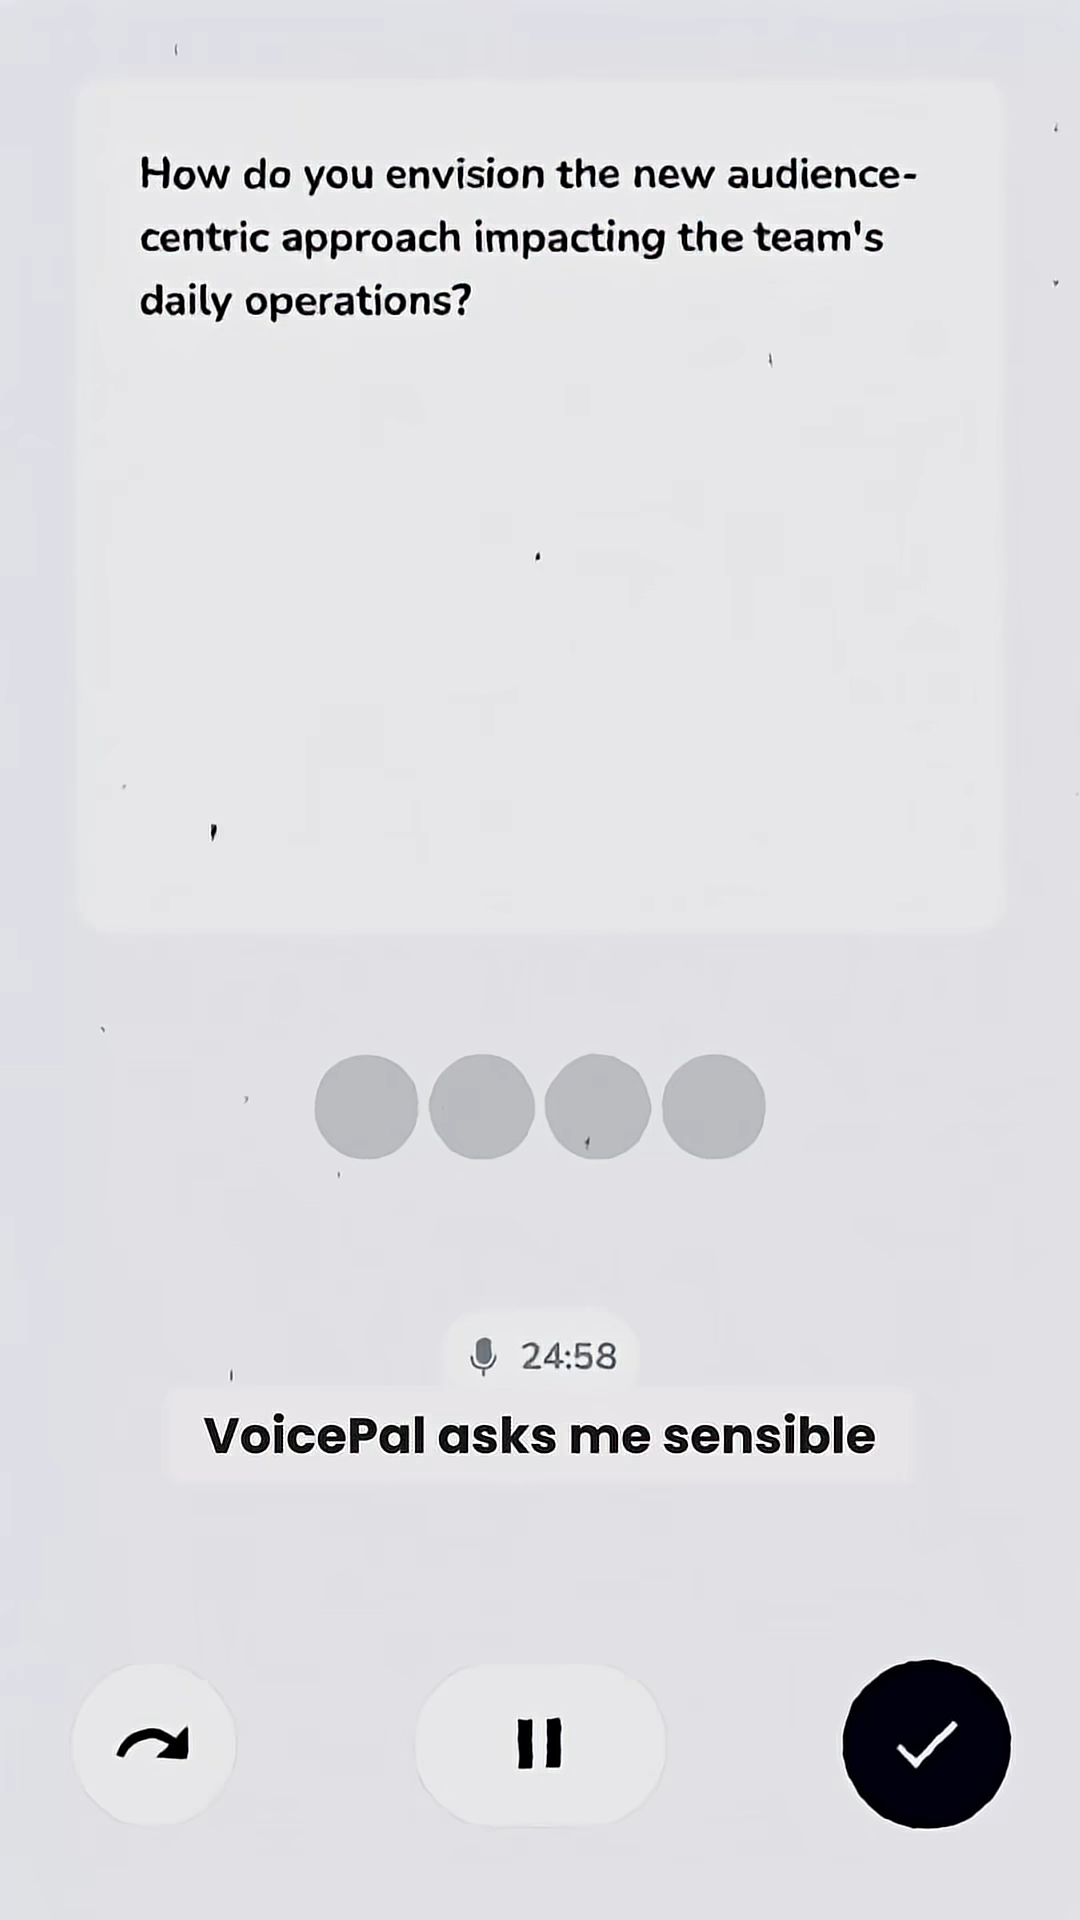 How do you envision the new audience-
centric approach impacting the team's
daily operations?
24:58
VoicePal asks me sensible